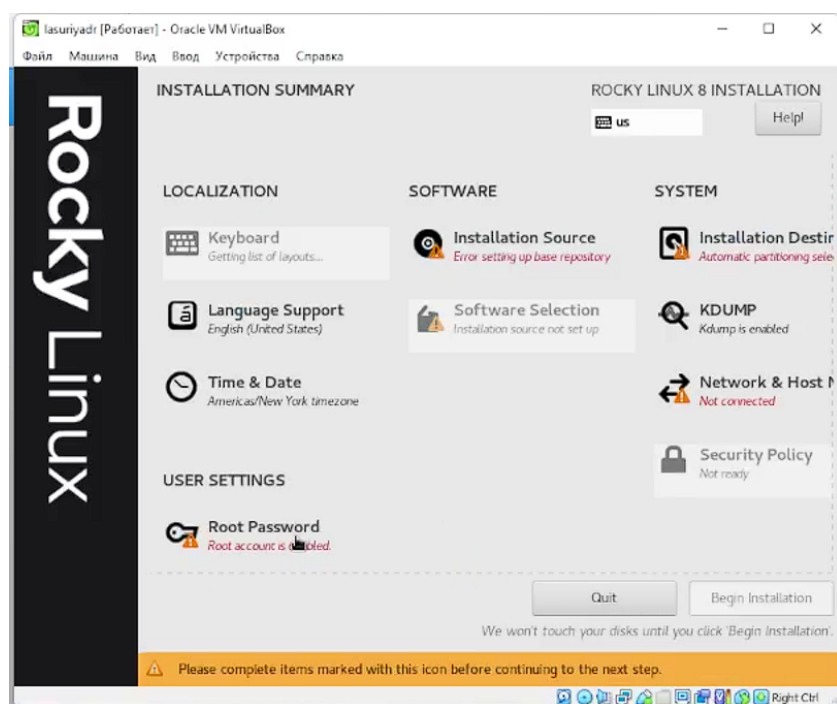 lasuriyadr [Работает] - Oracle VM VirtualBox
Файл Машина Вид Ввод Устройства Справка
Rocky Linux
INSTALLATION SUMMARY
ROCKY LINUX 8 INSTALLATION
us
Help!
LOCALIZATION
Keyboard
Getting list of layouts...
Language Support
English (United States)
Time & Date
Americas/New York timezone
SOFTWARE
Installation Source
Error setting up base repository
Software Selection
Installation source not set up
SYSTEM
Installation Destin
Automatic partitioning sele
KDUMP
Kdump is enabled
Network & Host N
Not connected
Security Policy
Not ready
USER SETTINGS
Root Password
Root account is
Quit
Begin Installation
We won't touch your disks until you click 'Begin Installation'.
Please complete items marked with this icon before continuing to the next step.
Right Ctrl